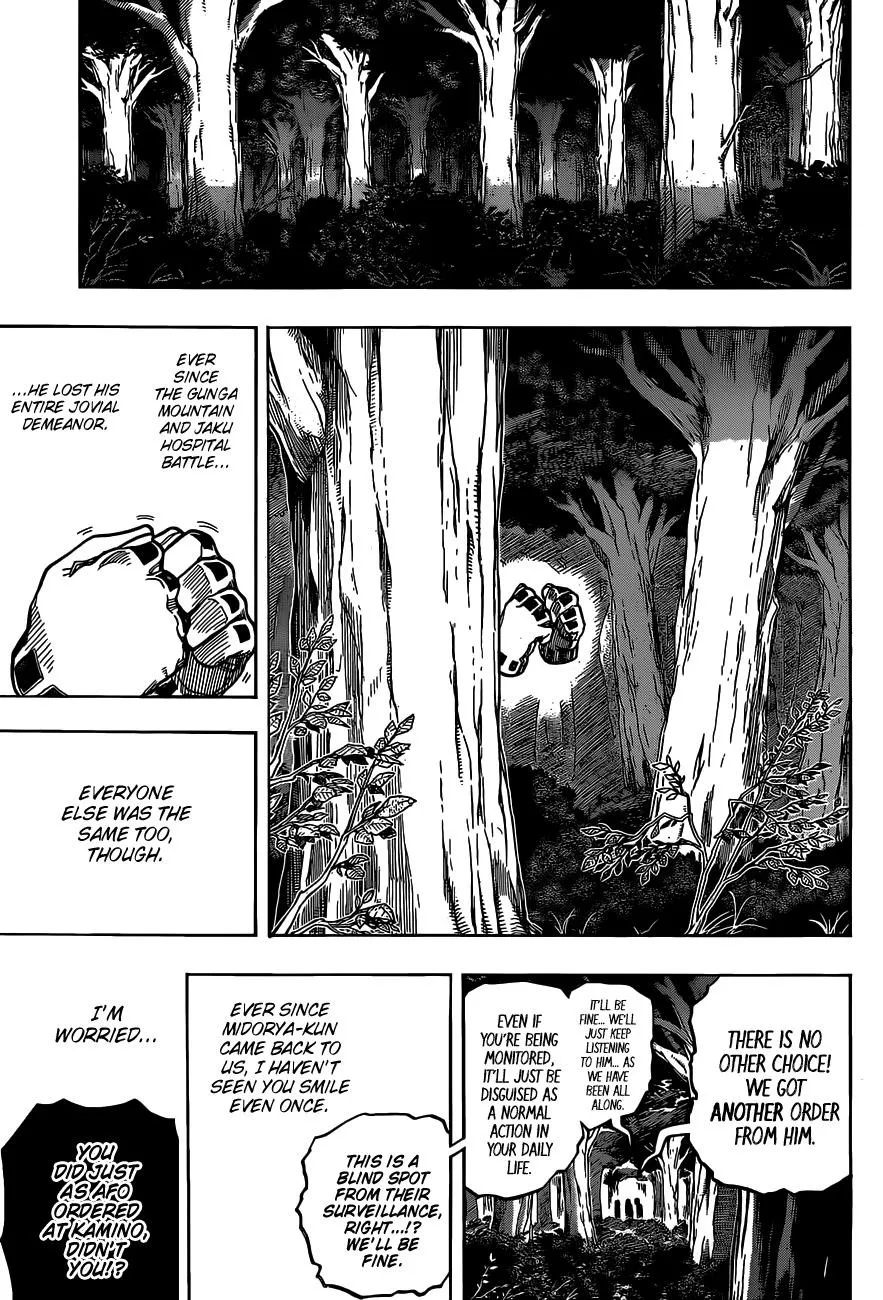 EVER
SINCE
THE GUNGA
MOUNTAIN
AND JAKU
HOSPITAL
BATTLE...
...HE LOST HIS
ENTIRE JOVIAL
DEMEANOR.
EVERYONE
ELSE WAS THE
SAME TOO,
THOUGH.
THERE IS NO
OTHER CHOICE!
WE GOT
ANOTHER ORDER
FROM HIM.
IT'LL BE
FINE... WE'LL
JUST KEEP
LISTENING
TO HIM... AS
WE HAVE
BEEN ALL
ALONG.
EVEN IF
YOU'RE BEING
MONITORED,
IT'LL JUST BE
DISGUISED AS
A NORMAL
ACTION IN
YOUR DAILY
LIFE.
THIS IS A
BLIND SPOT
FROM THEIR
SURVEILLANCE,
RIGHT...!?
WE'LL BE
FINE.
EVER SINCE
MIDORYA-KUN
CAME BACK TO
US, I HAVEN'T
SEEN YOU SMILE
EVEN ONCE.
I'M
WORRIED...
YOU
DID JUST
AS AFO
ORDERED
AT KAMINO,
DIDN'T
YOU!?